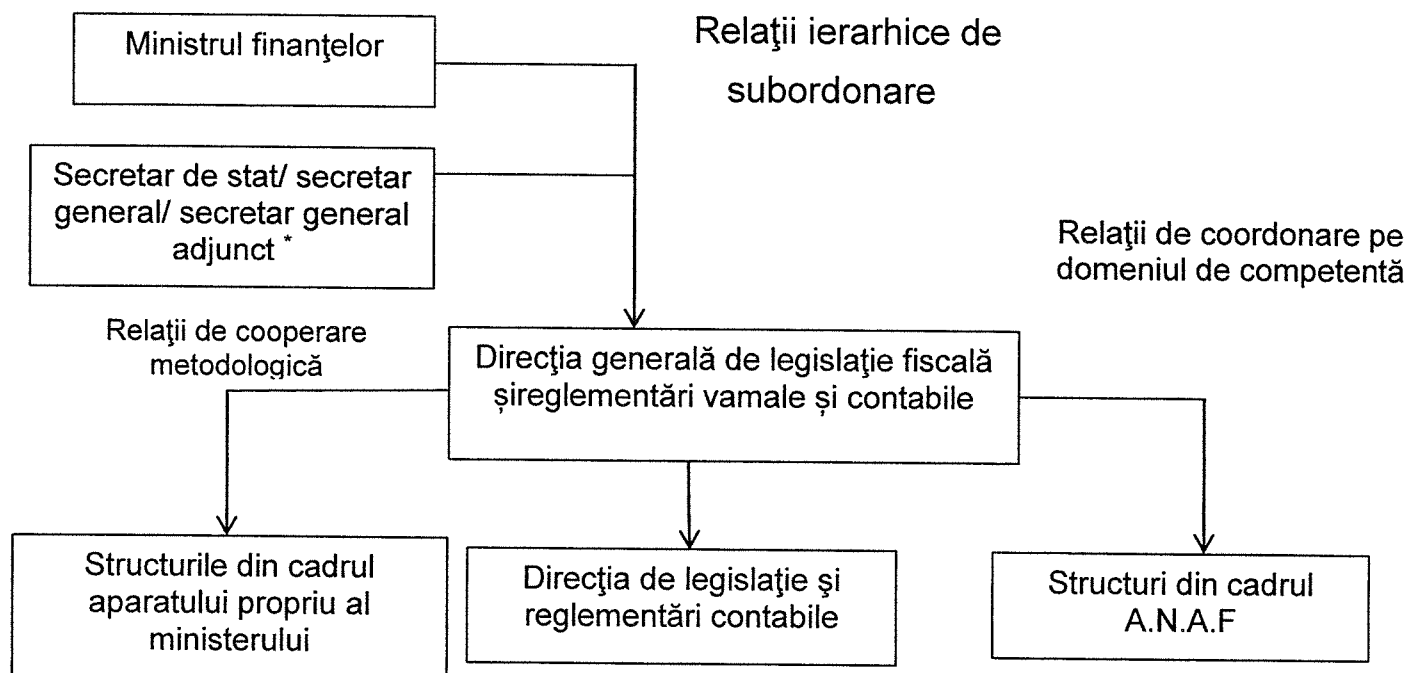 Ministrul finanţelor
Relaţii ierarhice de
subordonare
Secretar de stat/ secretar
general/ secretar general
adjunct *
Relaţii de coordonare pe
domeniul de competentă
Relaţii de cooperare
metodologică
Direcţia generală de legislaţie fiscală
șireglementări vamale și contabile
Structurile din cadrul
aparatului propriu al
ministerului
Direcţia de legislaţie şi
reglementări contabile
Structuri din cadrul
A.N.A.F